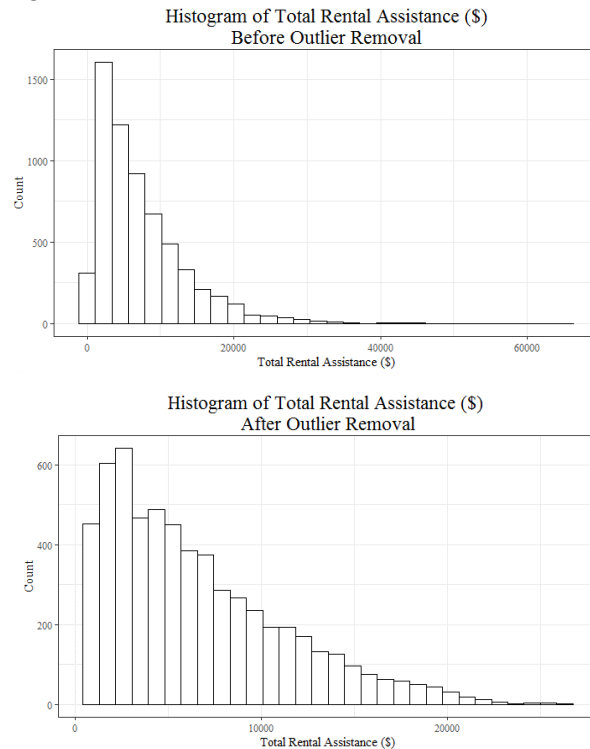 Histogram of Total Rental Assistance ($)
Before Outlier Removal
1500
1000
500
0
Count
0 20000 40000 60000
Total Rental Assistance ($)
Histogram of Total Rental Assistance ($)
After Outlier Removal
600
400
200
0
Count
0 10000 20000
Total Rental Assistance ($)